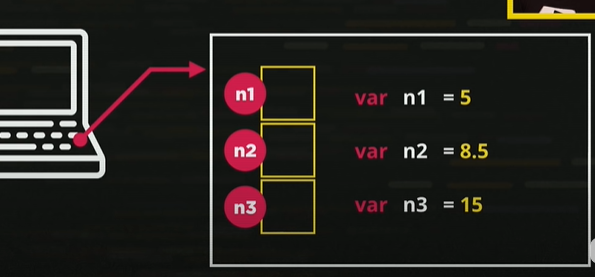 n1 var n1 = 5
n2 var n2 = 8.5
n3 var n3 = 15